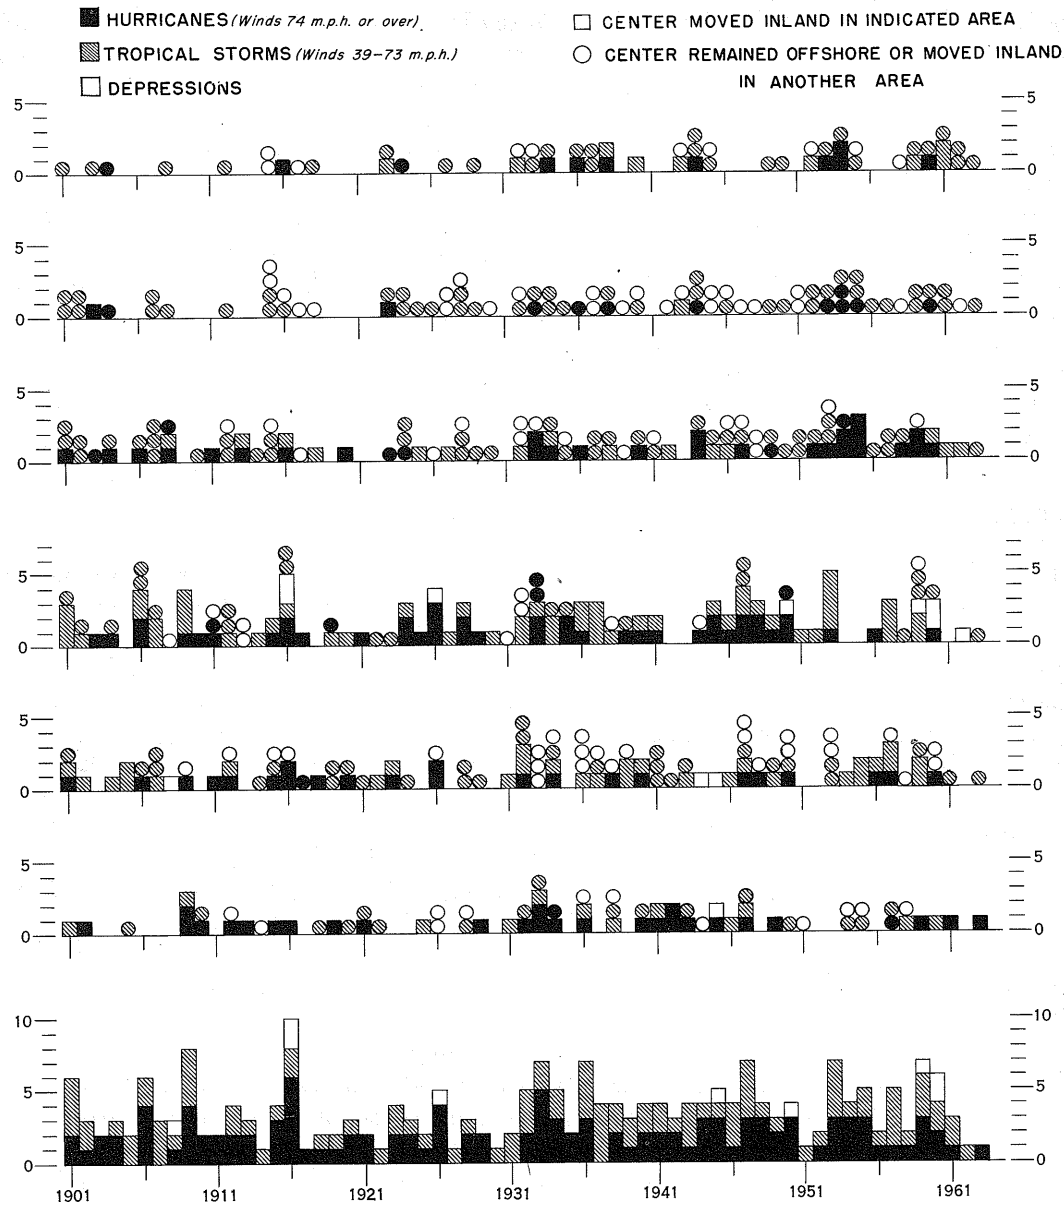 HURRICANES (Winds 74 m.p.h. or over)
TROPICAL STORMS (Winds 39–73 m.p.h.)
DEPRESSIONS
CENTER MOVED INLAND IN INDICATED AREA
CENTER REMAINED OFFSHORE OR MOVED INLAND
IN ANOTHER AREA
5 5
0 0
5 5
0 0
5 5
0 0
5 5
0 0
5 5
0 0
5 5
0 0
10 10
5 5
0 0
1901 1911 1921 1931 1941 1951 1961